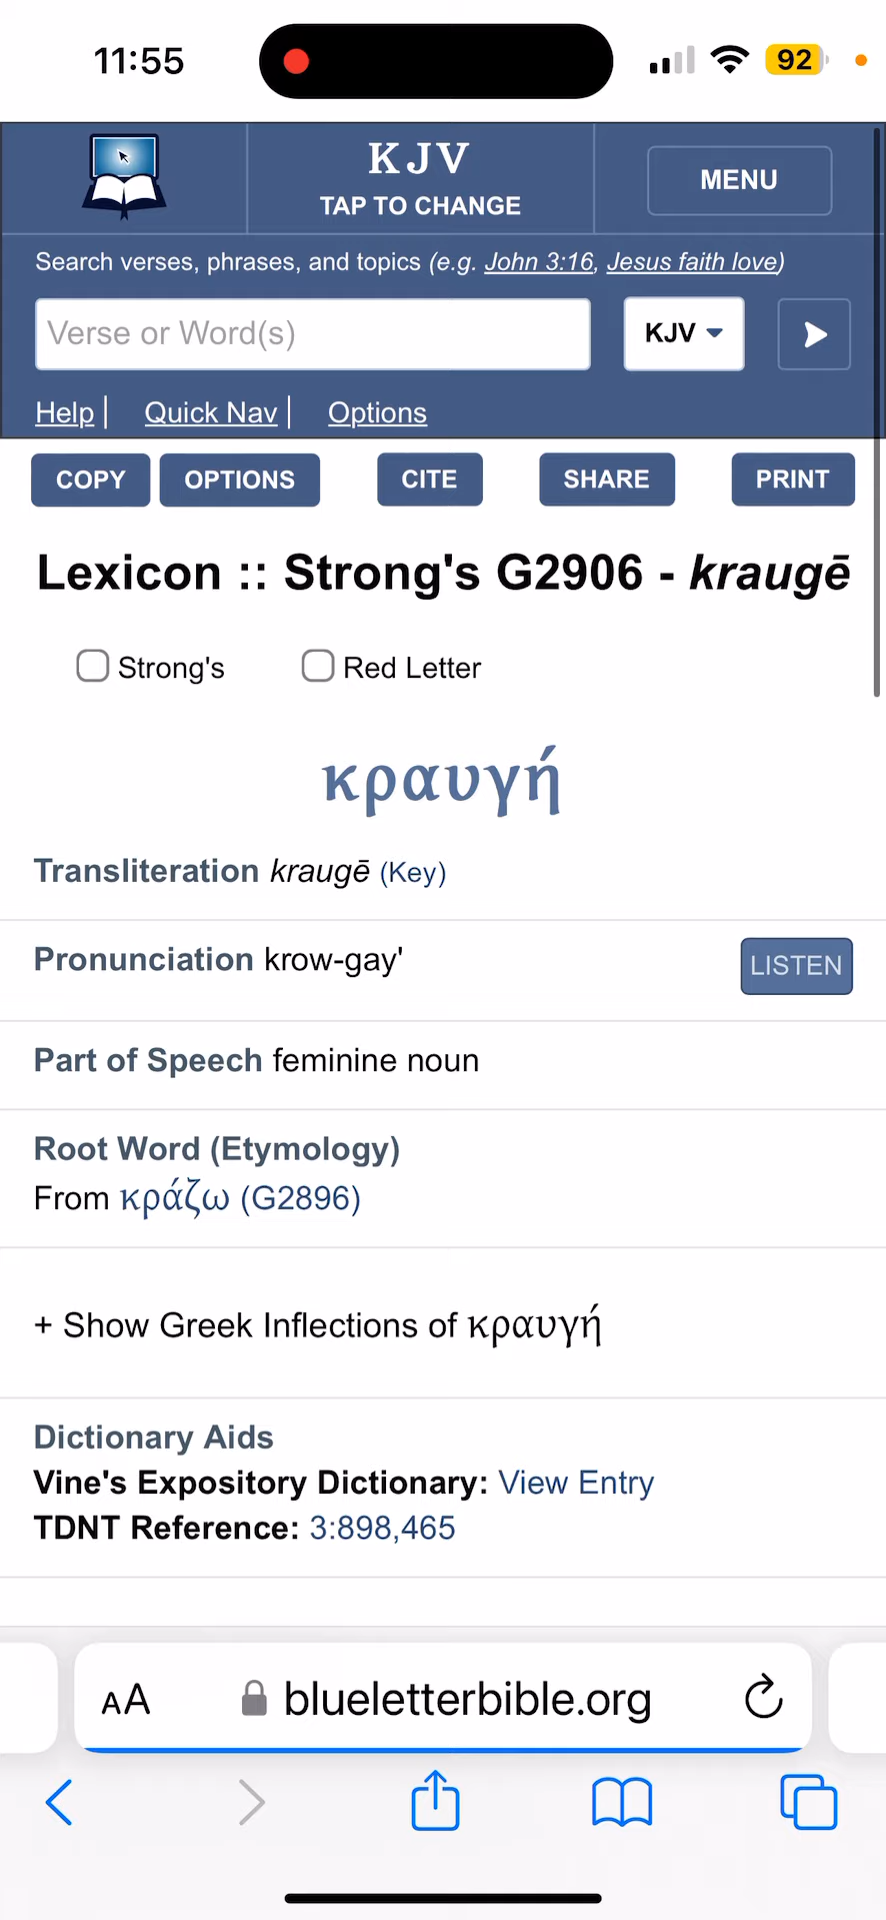 11:55
92
KJV
TAP TO CHANGE
MENU
Search verses, phrases, and topics (e.g. John 3:16, Jesus faith love)
Verse or Word(s)
KJV
Help | Quick Nav | Options
COPY OPTIONS CITE SHARE PRINT
Lexicon :: Strong's G2906 - kraugē
Strong's Red Letter
κραυγή
Transliteration kraugē (Key)
Pronunciation krow-gay'
LISTEN
Part of Speech feminine noun
Root Word (Etymology)
From κράζω (G2896)
+ Show Greek Inflections of κραυγή
Dictionary Aids
Vine's Expository Dictionary: View Entry
TDNT Reference: 3:898,465
AA blueletterbible.org